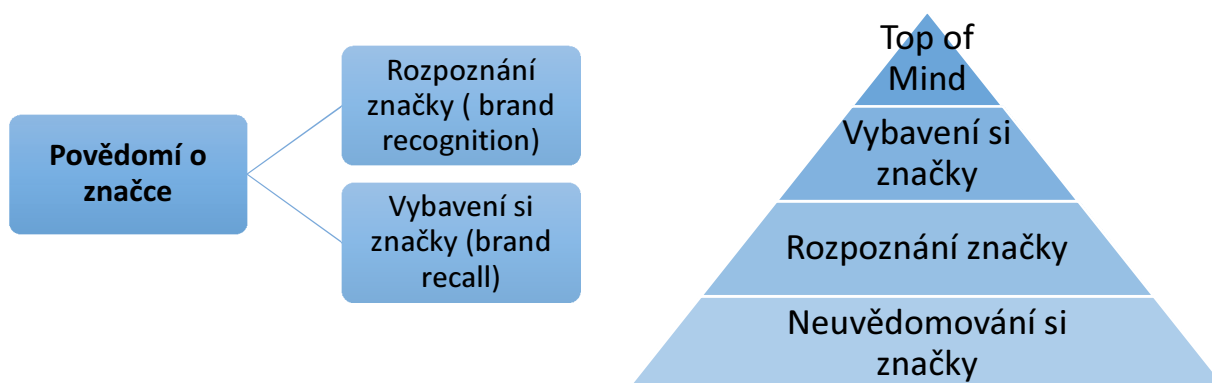 Povědomí o
značce
Rozpoznání
značky ( brand
recognition)
Vybavení si
značky (brand
recall)
Top of
Mind
Vybavení si
značky
Rozpoznání značky
Neuvědomování si
značky